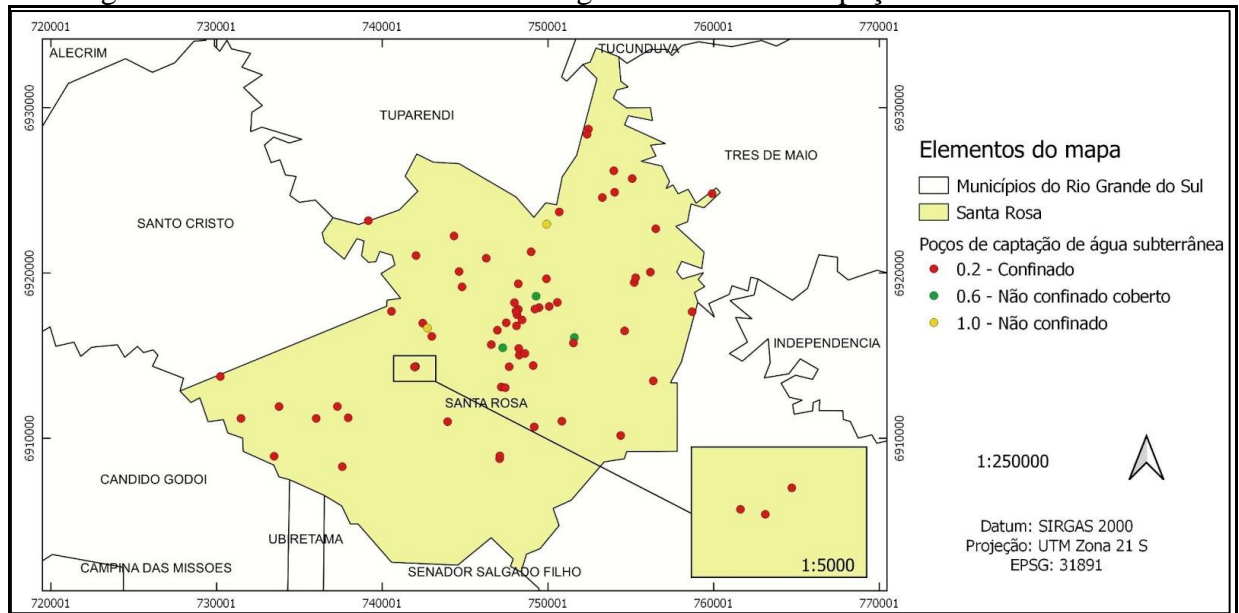 720001 730001 740001 750001 760001 770001
ALECRIM
TUCUNDUVA
6930000
6930000
TUPARENDI
TRES DE MAIO
SANTO CRISTO
6920000
6920000
INDEPENDENCIA
SANTA ROSA
6910000
6910000
CANDIDO GODOI
UBIRETAMA
CAMPINA DAS MISSOES
SENADOR SALGADO FILHO
1:5000
720001 730001 740001 750001 760001 770001
Elementos do mapa
Municípios do Rio Grande do Sul
Santa Rosa
Poços de captação de água subterrânea
0.2 - Confinado
0.6 - Não confinado coberto
1.0 - Não confinado
1:250000
Datum: SIRGAS 2000
Projeção: UTM Zona 21 S
EPSG: 31891